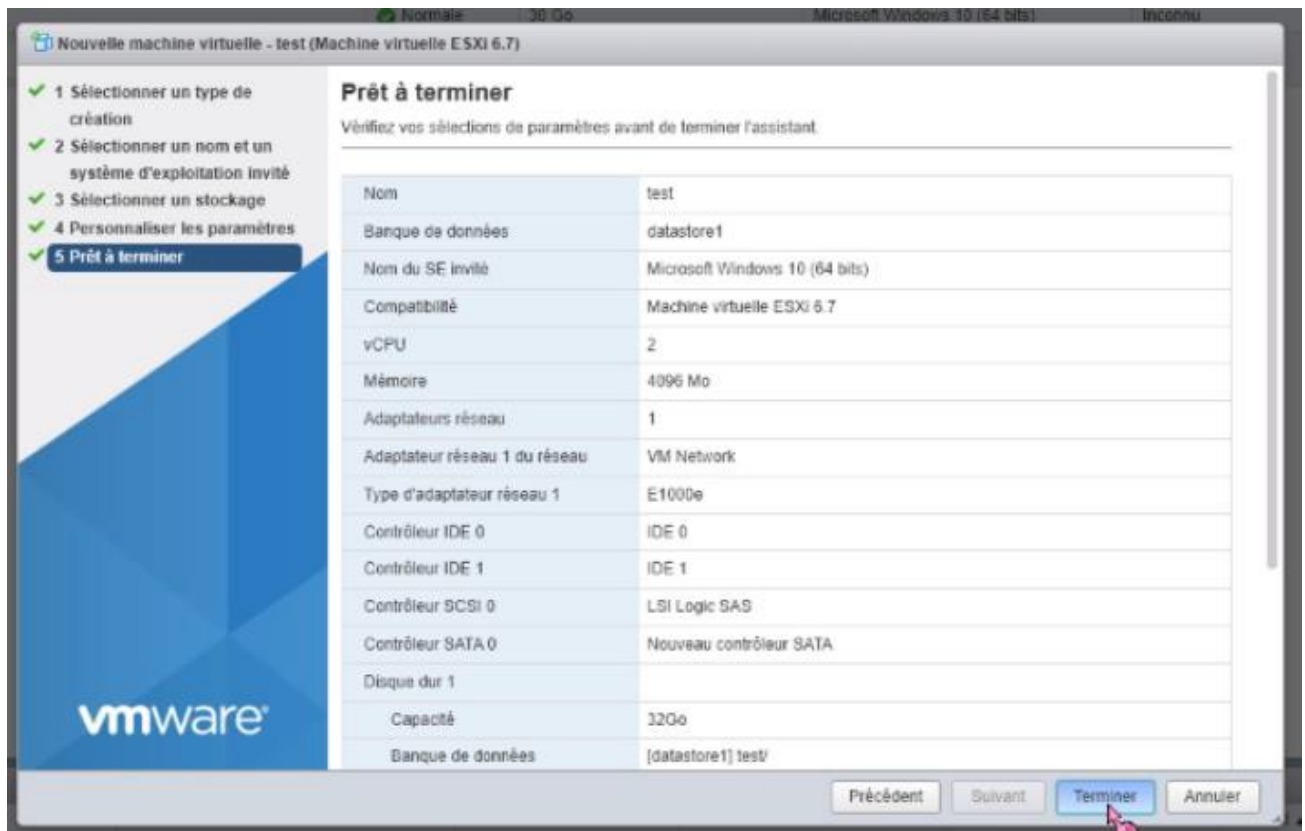 Normale 30 Go Microsoft Windows 10 (64 bits) Inconnu
Nouvelle machine virtuelle - test (Machine virtuelle ESXi 6.7)
1 Sélectionner un type de
création
2 Sélectionner un nom et un
système d'exploitation invité
3 Sélectionner un stockage
4 Personnaliser les paramètres
5 Prêt à terminer
vmware
Prêt à terminer
Vérifiez vos sélections de paramètres avant de terminer l'assistant
Nom test
Banque de données datastore1
Nom du SE invité Microsoft Windows 10 (64 bits)
Compatibilité Machine virtuelle ESXi 6.7
vCPU 2
Mémoire 4096 Mo
Adaptateurs réseau 1
Adaptateur réseau 1 du réseau VM Network
Type d'adaptateur réseau 1 E1000e
Contrôleur IDE 0 IDE 0
Contrôleur IDE 1 IDE 1
Contrôleur SCSI 0 LSI Logic SAS
Contrôleur SATA 0 Nouveau contrôleur SATA
Disque dur 1
Capacité 32Go
Banque de données [datastore1] test/
Précédent Suivant Terminer Annuler